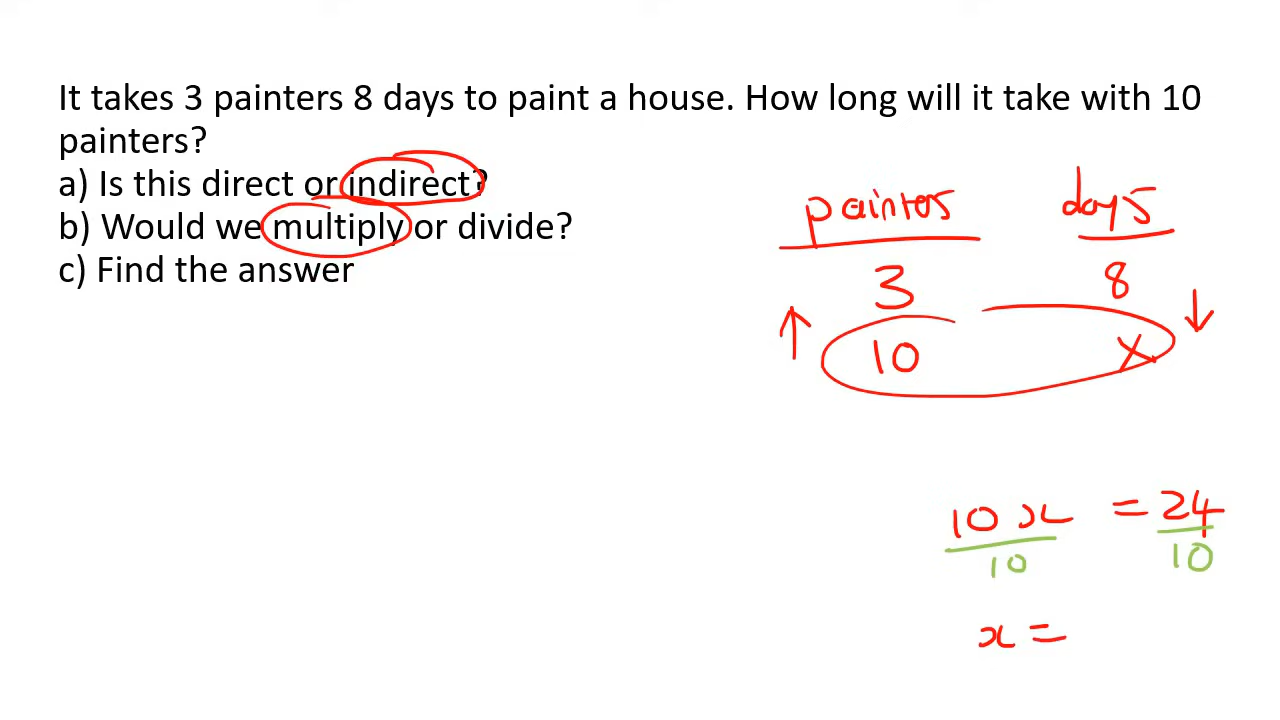 It takes 3 painters 8 days to paint a house. How long will it take with 10
painters?
a) Is this direct or indirect?
b) Would we multiply or divide?
c) Find the answer
painters days
3 8
10 x
10x = 24
10 10
x =